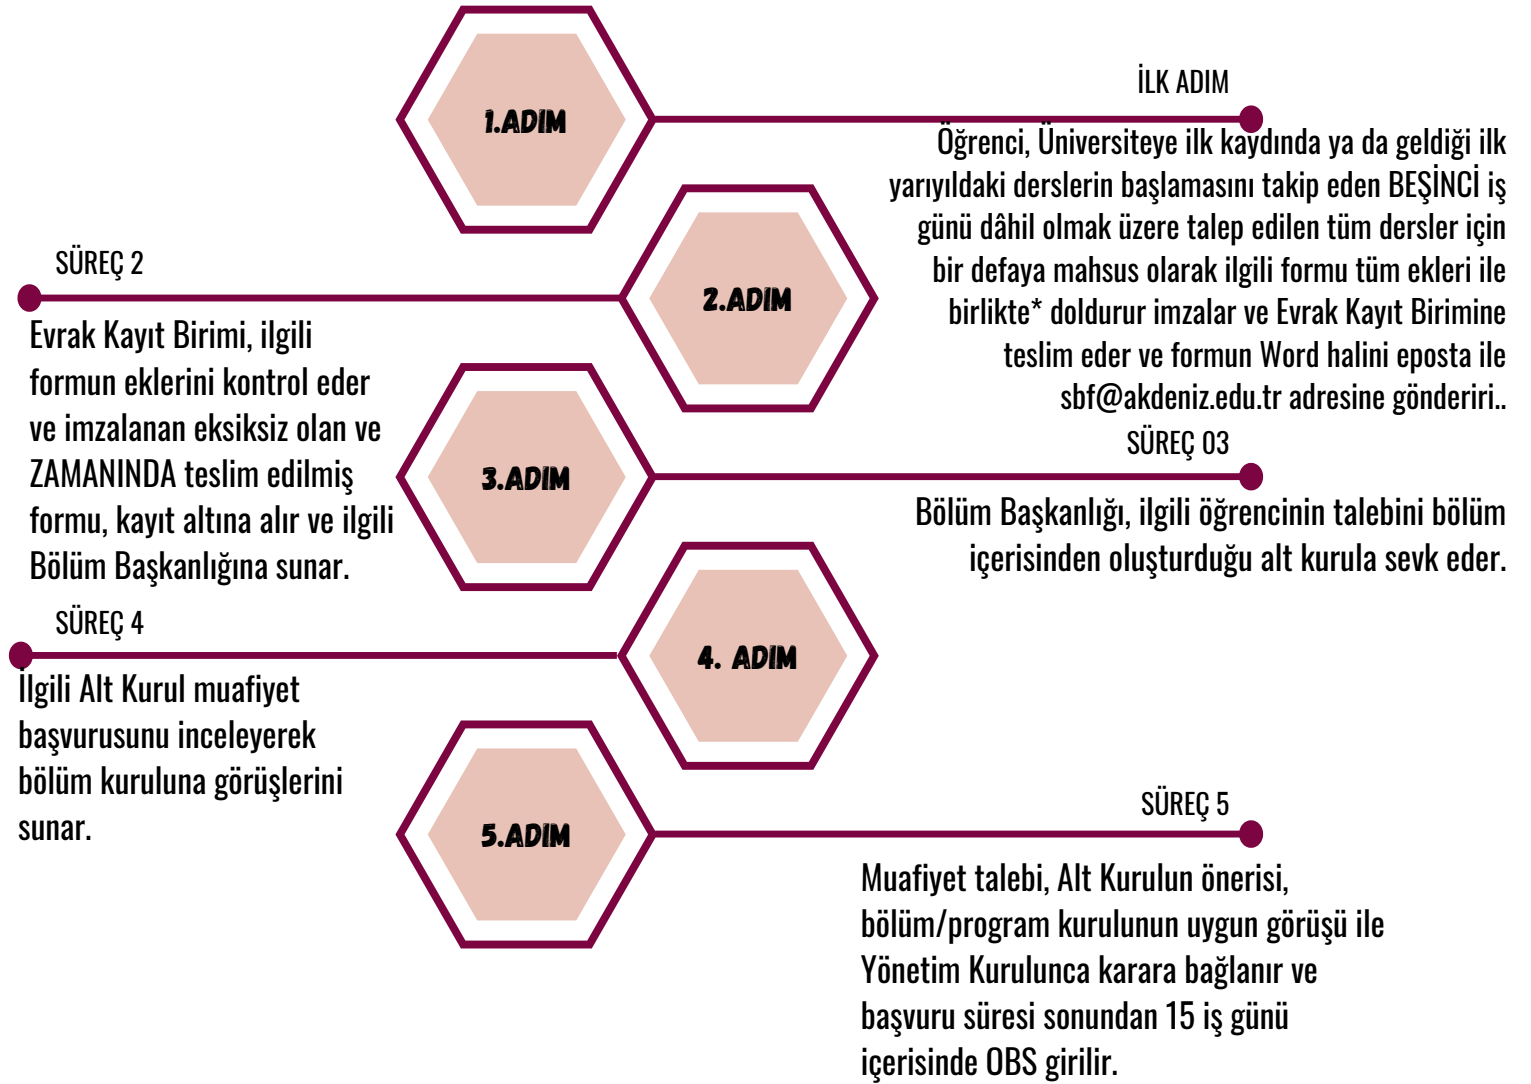 1.ADIM
İLK ADIM
Öğrenci, Üniversiteye ilk kaydında ya da geldiği ilk
yarıyıldaki derslerin başlamasını takip eden BEŞİNCİ iş
günü dâhil olmak üzere talep edilen tüm dersler için
bir defaya mahsus olarak ilgili formu tüm ekleri ile
birlikte* doldurur imzalar ve Evrak Kayıt Birimine
teslim eder ve formun Word halini eposta ile
sbf@akdeniz.edu.tr adresine gönderiri..
2.ADIM
SÜREÇ 2
Evrak Kayıt Birimi, ilgili
formun eklerini kontrol eder
ve imzalanan eksiksiz olan ve
ZAMANINDA teslim edilmiş
formu, kayıt altına alır ve ilgili
Bölüm Başkanlığına sunar.
3.ADIM
SÜREÇ 03
Bölüm Başkanlığı, ilgili öğrencinin talebini bölüm
içerisinden oluşturduğu alt kurula sevk eder.
4. ADIM
SÜREÇ 4
İlgili Alt Kurul muafiyet
başvurusunu inceleyerek
bölüm kuruluna görüşlerini
sunar.
5.ADIM
SÜREÇ 5
Muafiyet talebi, Alt Kurulun önerisi,
bölüm/program kurulunun uygun görüşü ile
Yönetim Kurulunca karara bağlanır ve
başvuru süresi sonundan 15 iş günü
içerisinde OBS girilir.